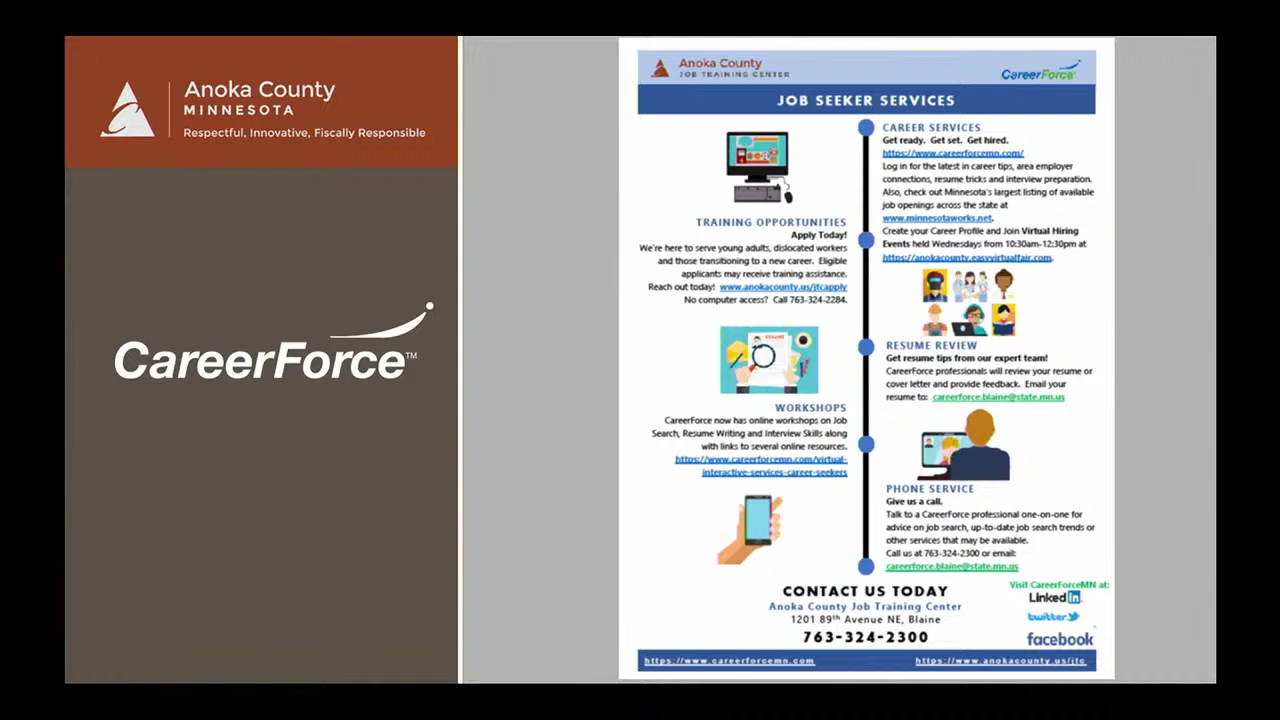 Anoka County
MINNESOTA
Respectful, Innovative, Fiscally Responsible
CareerForce™
Anoka County
JOB TRAINING CENTER
CareerForce
JOB SEEKER SERVICES
CAREER SERVICES
Get ready. Get set. Get hired.
https://www.careerforcemn.com/
Log in for the latest in career tips, area employer
connections, resume tricks and interview preparation.
Also, check out Minnesota's largest listing of available
job openings across the state at
www.minnesotaworks.net.
Create your Career Profile and Join Virtual Hiring
Events held Wednesdays from 10:30am-12:30pm at
https://anokacounty.easyvirtualfair.com.
TRAINING OPPORTUNITIES
Apply Today!
We're here to serve young adults, dislocated workers
and those transitioning to a new career. Eligible
applicants may receive training assistance.
Reach out today! www.anokacounty.us/jtcapply
No computer access? Call 763-324-2284.
RESUME REVIEW
Get resume tips from our expert team!
CareerForce professionals will review your resume or
cover letter and provide feedback. Email your
resume to: careerforce.blaine@state.mn.us
WORKSHOPS
CareerForce now has online workshops on Job
Search, Resume Writing and Interview Skills along
with links to several online resources.
https://www.careerforcemn.com/virtual-
interactive-services-career-seekers
PHONE SERVICE
Give us a call.
Talk to a CareerForce professional one-on-one for
advice on job search, up-to-date job search trends or
other services that may be available.
Call us at 763-324-2300 or email:
careerforce.blaine@state.mn.us
CONTACT US TODAY
Anoka County Job Training Center
1201 89th Avenue NE, Blaine
763-324-2300
Visit CareerForceMN at:
LinkedIn
twitter
facebook
https://www.careerforcemn.com
https://www.anokacounty.us/jtc